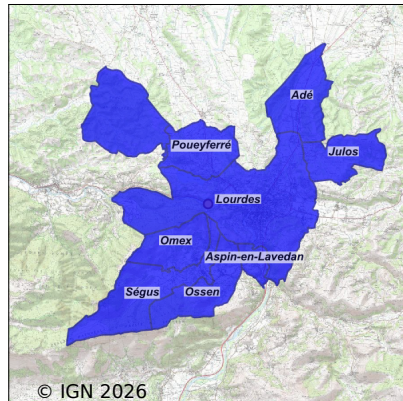 Adé
Poueyferré
Julos
Lourdes
Omex
Aspin-en-Lavedan
Ségus
Ossen
© IGN 2026